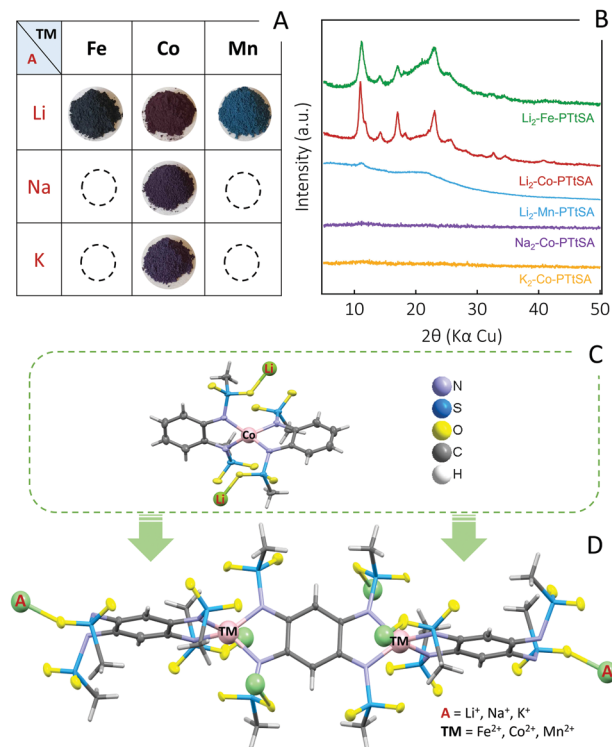 A
TM
A
Fe
Co
Mn
Li
Na
K
B
Intensity (a.u.)
Li₂-Fe-PTtSA
Li₂-Co-PTtSA
Li₂-Mn-PTtSA
Na₂-Co-PTtSA
K₂-Co-PTtSA
10 20 30 40 50
2θ (Kα Cu)
C
Li
Co
Li
N
S
O
C
H
D
A
TM
TM
A
A = Li⁺, Na⁺, K⁺
TM = Fe²⁺, Co²⁺, Mn²⁺